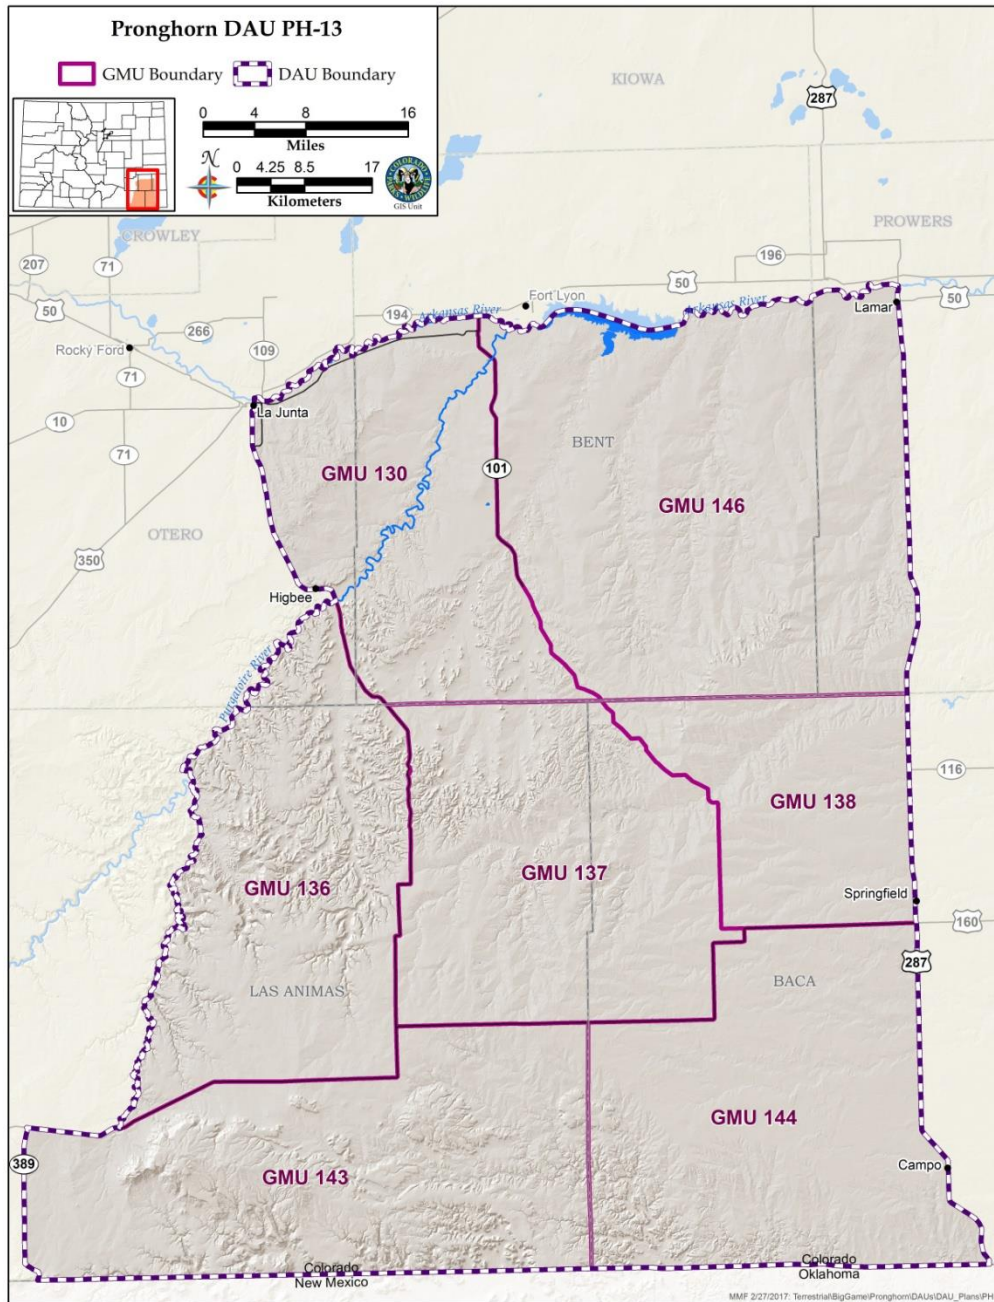 Pronghorn DAU PH-13
GMU Boundary
DAU Boundary
0 4 8 16
Miles
N
0 4.25 8.5 17
Kilometers
COLORADO
PARKS
WILDLIFE
GIS Unit
KIOWA
287
CROWLEY
PROWERS
207
71
196
50
50
194
Arkansas River
Fort Lyon
Arkansas River
Lamar
50
266
Rocky Ford
109
71
La Junta
10
71
BENT
GMU 130
101
GMU 146
OTERO
350
Higbee
Purgatoire River
116
GMU 138
GMU 137
GMU 136
Springfield
160
287
LAS ANIMAS
BACA
GMU 144
389
Campo
GMU 143
Colorado
New Mexico
Colorado
Oklahoma
MMF 2/27/2017: Terrestrial\BigGame\Pronghorn\DAUs\DAU_Plans\PH